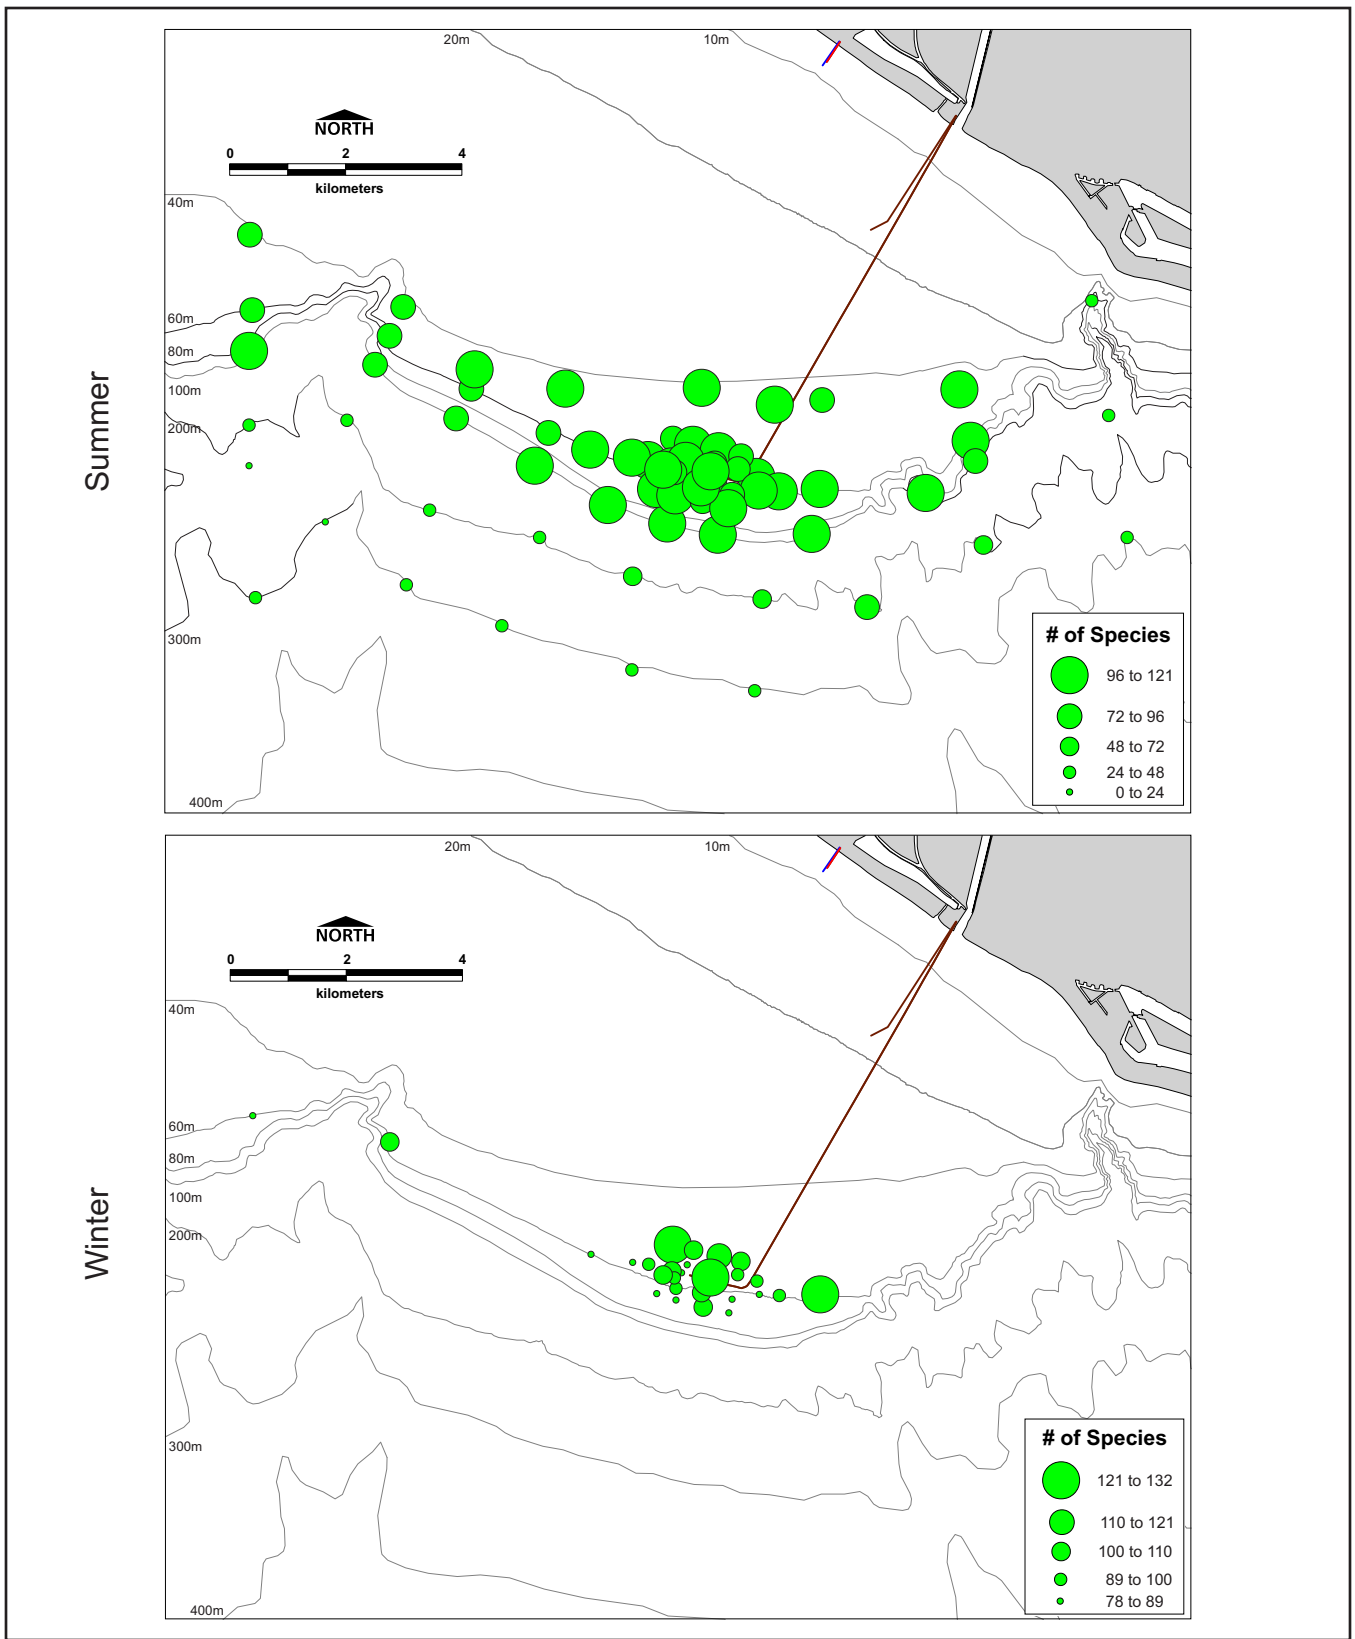 Summer
20m
10m
NORTH
0 2 4
kilometers
40m
60m
80m
100m
200m
300m
400m
# of Species
96 to 121
72 to 96
48 to 72
24 to 48
0 to 24
Winter
20m
10m
NORTH
0 2 4
kilometers
40m
60m
80m
100m
200m
300m
400m
# of Species
121 to 132
110 to 121
100 to 110
89 to 100
78 to 89